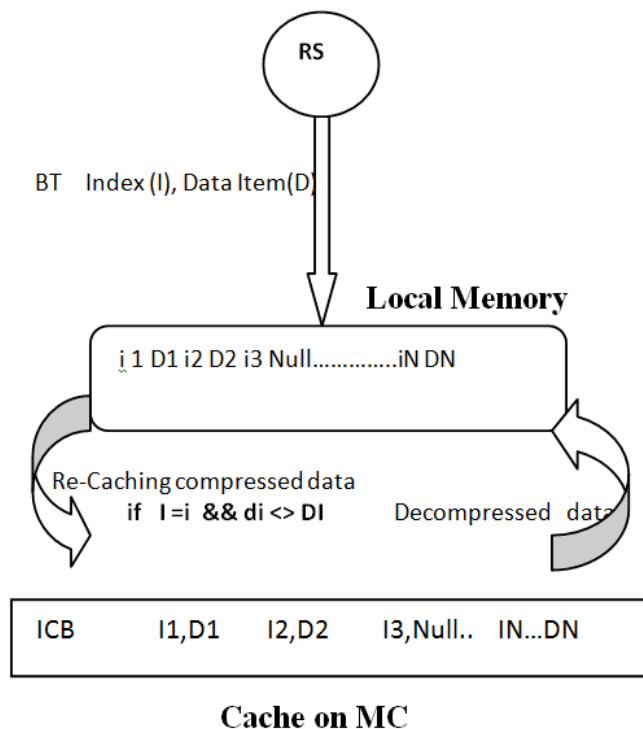 RS
BT Index (I), Data Item(D)
Local Memory
i 1 D1 i2 D2 i3 Null…………..iN DN
Re-Caching compressed data
if I =i && di <> DI
Decompressed data
ICB I1,D1 I2,D2 I3,Null.. IN...DN
Cache on MC